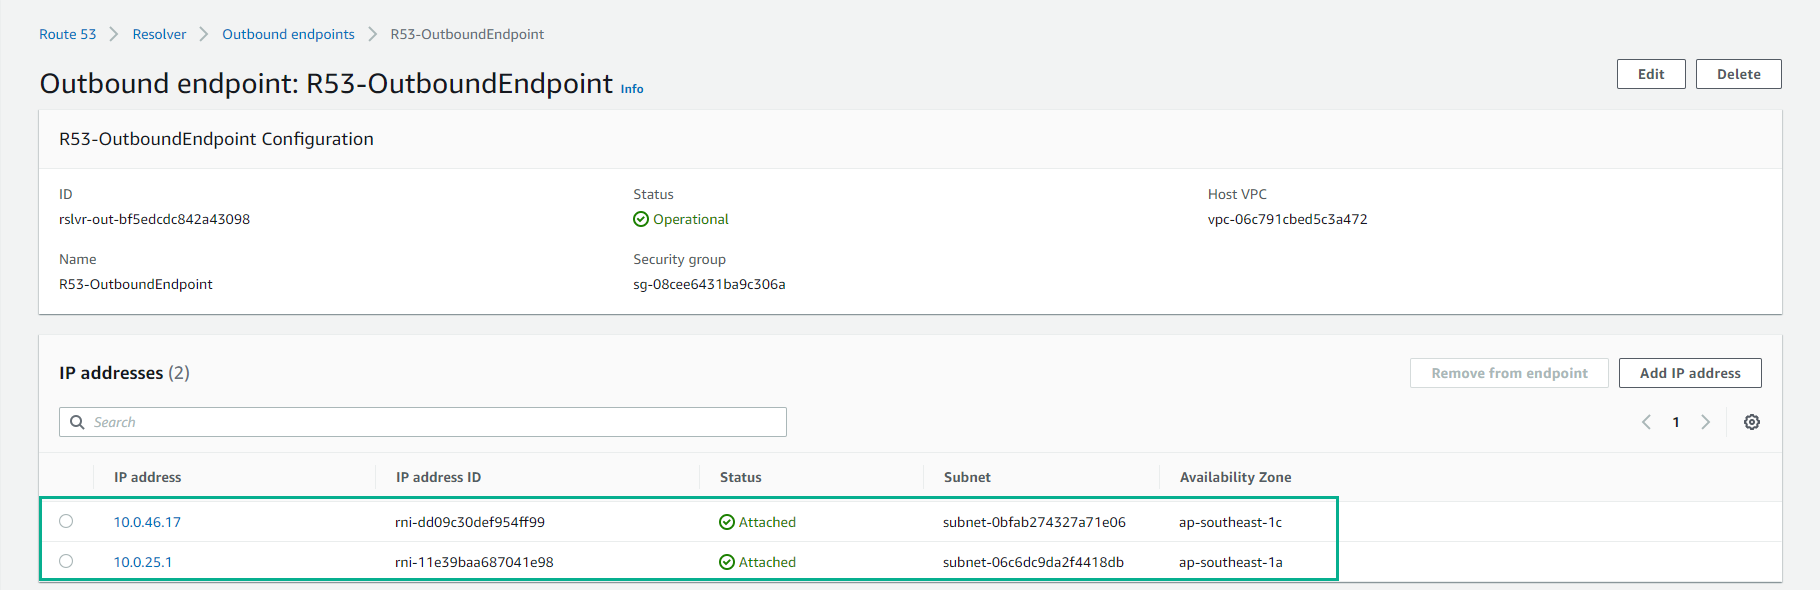 Route 53 > Resolver > Outbound endpoints > R53-OutboundEndpoint
Outbound endpoint: R53-OutboundEndpoint Info
Edit Delete
R53-OutboundEndpoint Configuration
ID Status Host VPC
rslvr-out-bf5edcdc842a43098 Operational vpc-06c791cbed5c3a472
Name Security group
R53-OutboundEndpoint sg-08cee6431ba9c306a
IP addresses (2) Remove from endpoint Add IP address
Search 1
IP address IP address ID Status Subnet Availability Zone
10.0.46.17 rni-dd09c30def954ff99 Attached subnet-0bfab274327a71e06 ap-southeast-1c
10.0.25.1 rni-11e39baa687041e98 Attached subnet-06c6dc9da2f4418db ap-southeast-1a